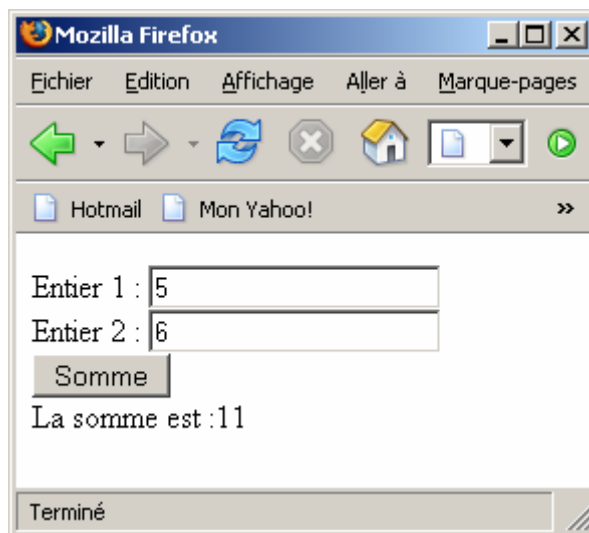 Mozilla Firefox
Fichier Edition Affichage Aller à Marque-pages
Hotmail Mon Yahoo! »
Entier 1 : 5
Entier 2 : 6
Somme
La somme est :11
Terminé